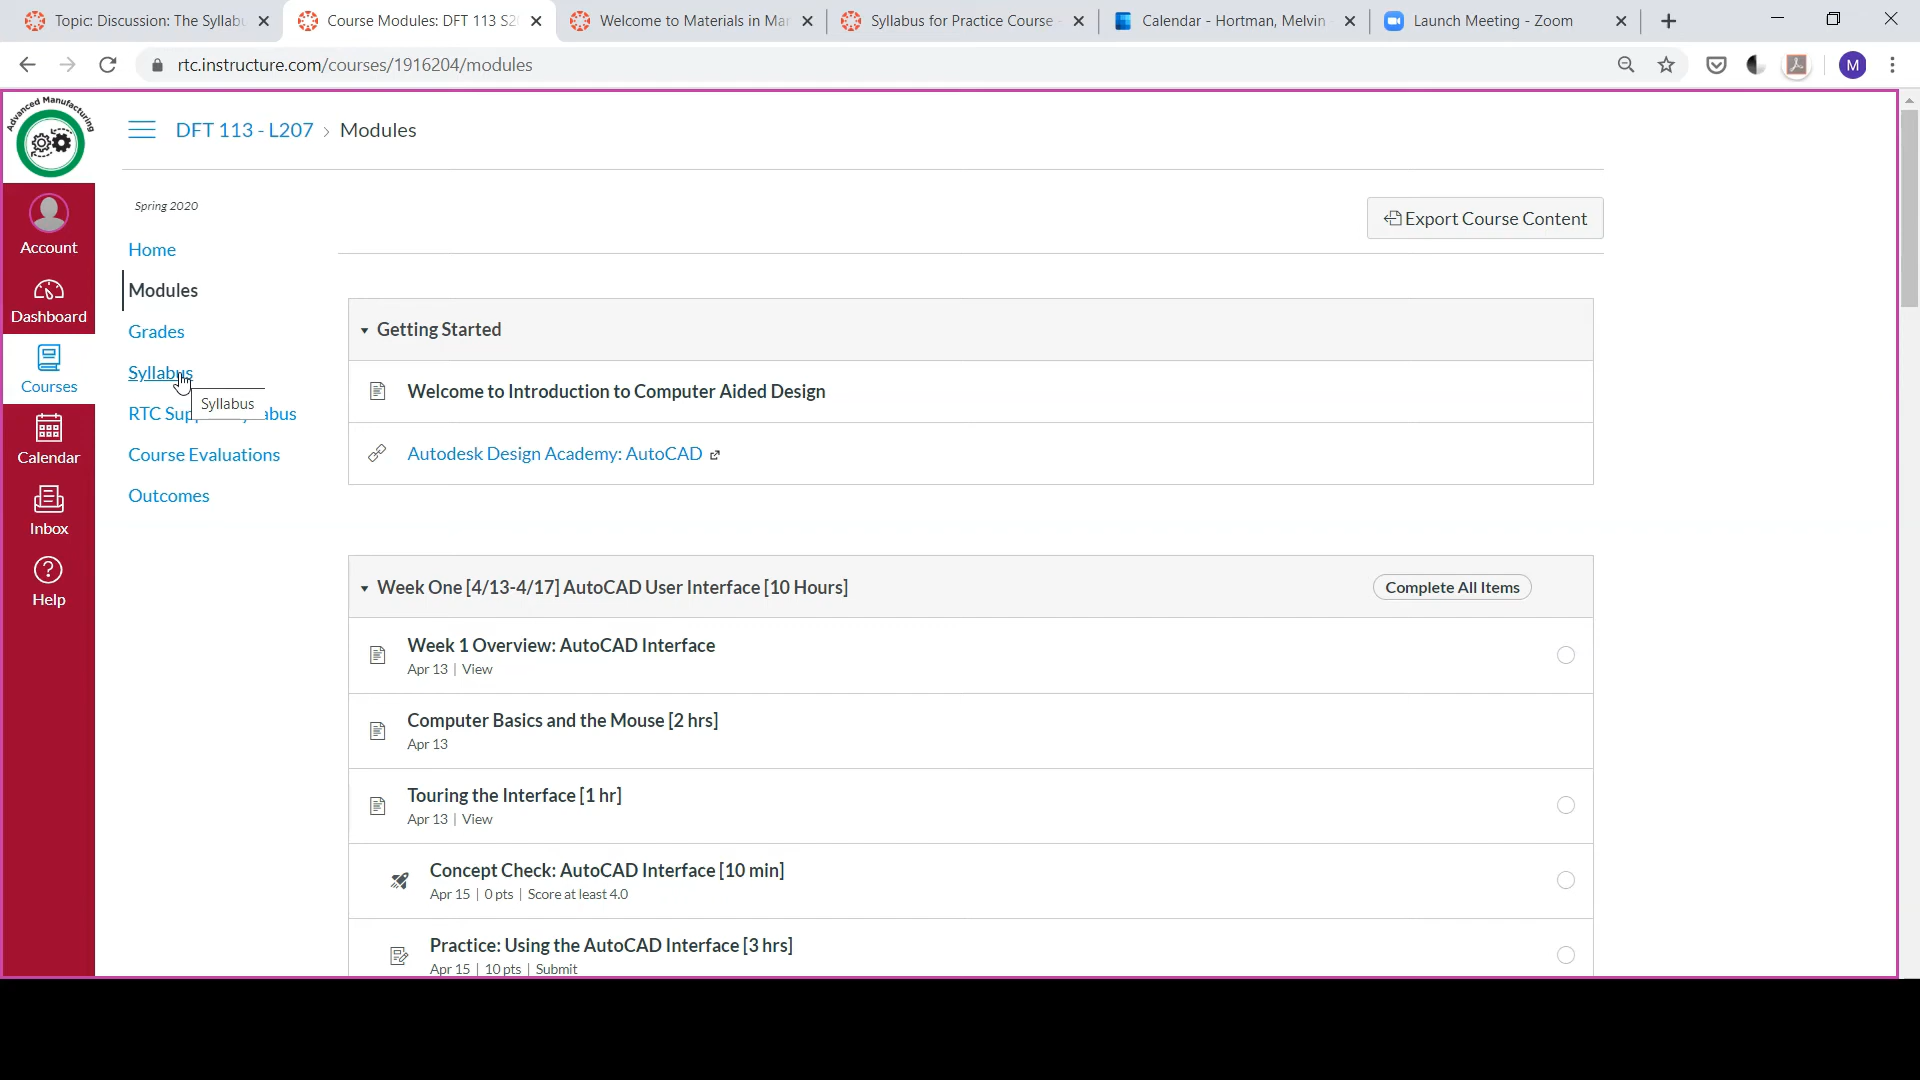 Topic: Discussion: The Syllabu
Course Modules: DFT 113 S2
Welcome to Materials in Mar
Syllabus for Practice Course -
Calendar - Hortman, Melvin -
Launch Meeting - Zoom
rtc.instructure.com/courses/1916204/modules
M
Advanced Manufacturing
DFT 113 - L207 › Modules
Spring 2020
Account
Dashboard
Courses
Calendar
Inbox
Help
Home
Modules
Grades
Syllabus
Syllabus
RTC Sup abus
Course Evaluations
Outcomes
Export Course Content
Getting Started
Welcome to Introduction to Computer Aided Design
Autodesk Design Academy: AutoCAD
Week One [4/13-4/17] AutoCAD User Interface [10 Hours]
Complete All Items
Week 1 Overview: AutoCAD Interface
Apr 13 | View
Computer Basics and the Mouse [2 hrs]
Apr 13
Touring the Interface [1 hr]
Apr 13 | View
Concept Check: AutoCAD Interface [10 min]
Apr 15 | 0 pts | Score at least 4.0
Practice: Using the AutoCAD Interface [3 hrs]
Apr 15 | 10 pts | Submit